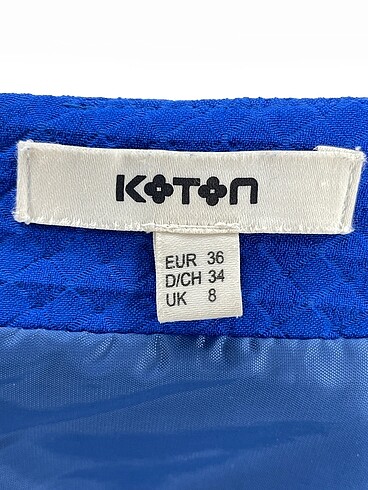 KOTON
EUR 36
D/CH 34
UK 8